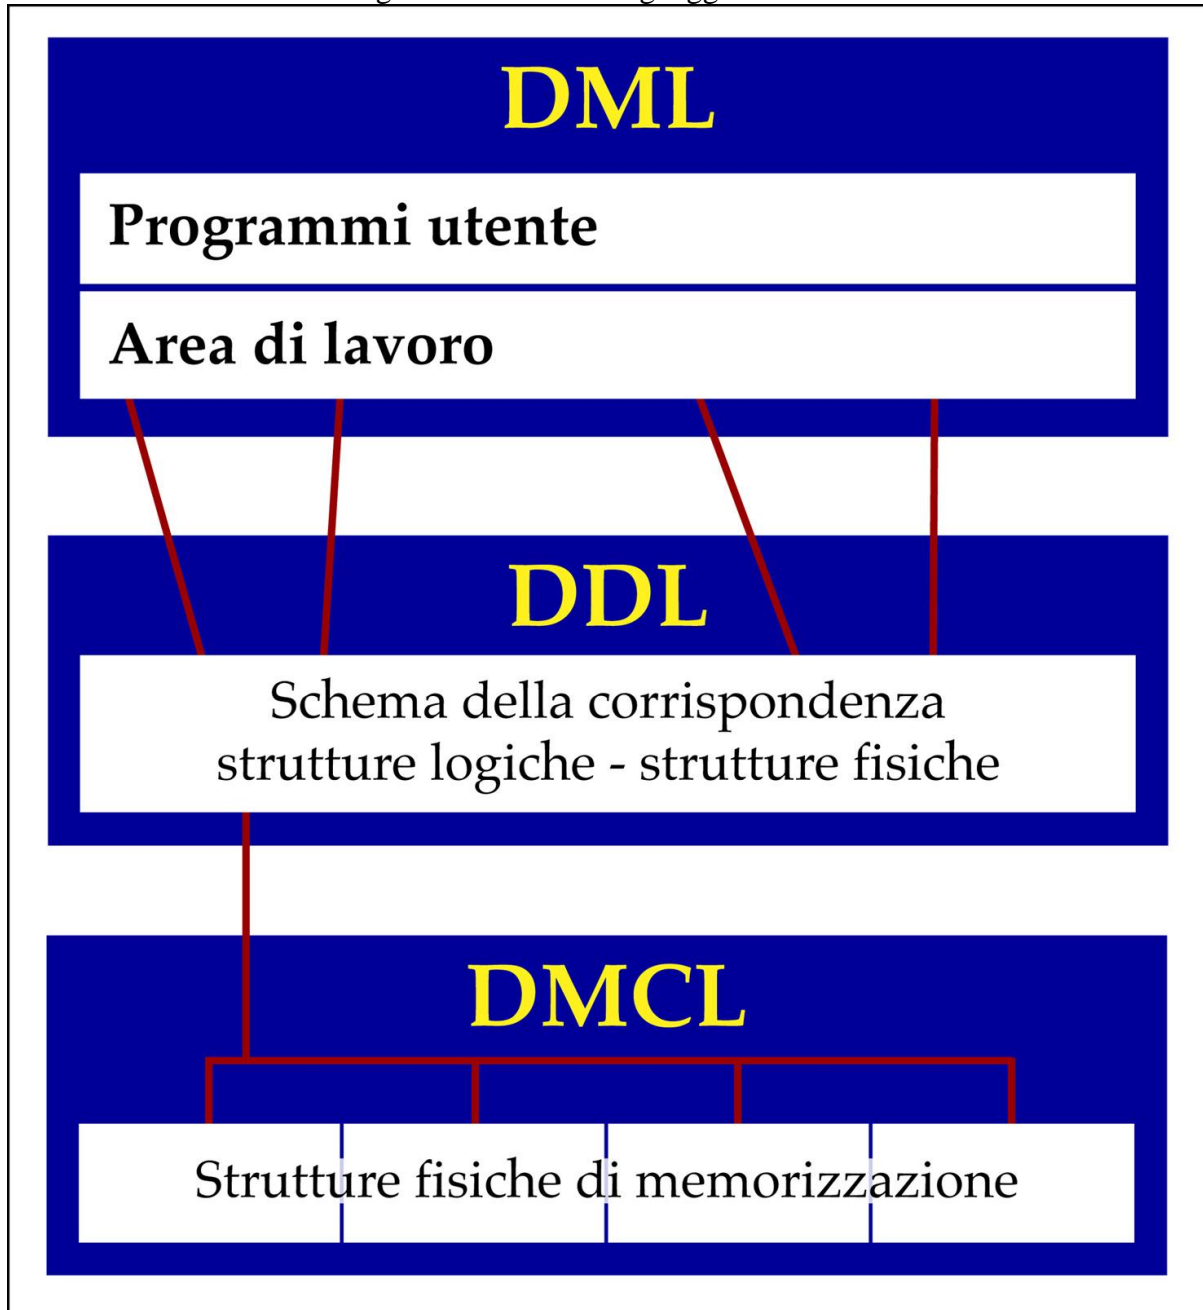 DML
Programmi utente
Area di lavoro
DDL
Schema della corrispondenza
strutture logiche - strutture fisiche
DMCL
Strutture fisiche di memorizzazione